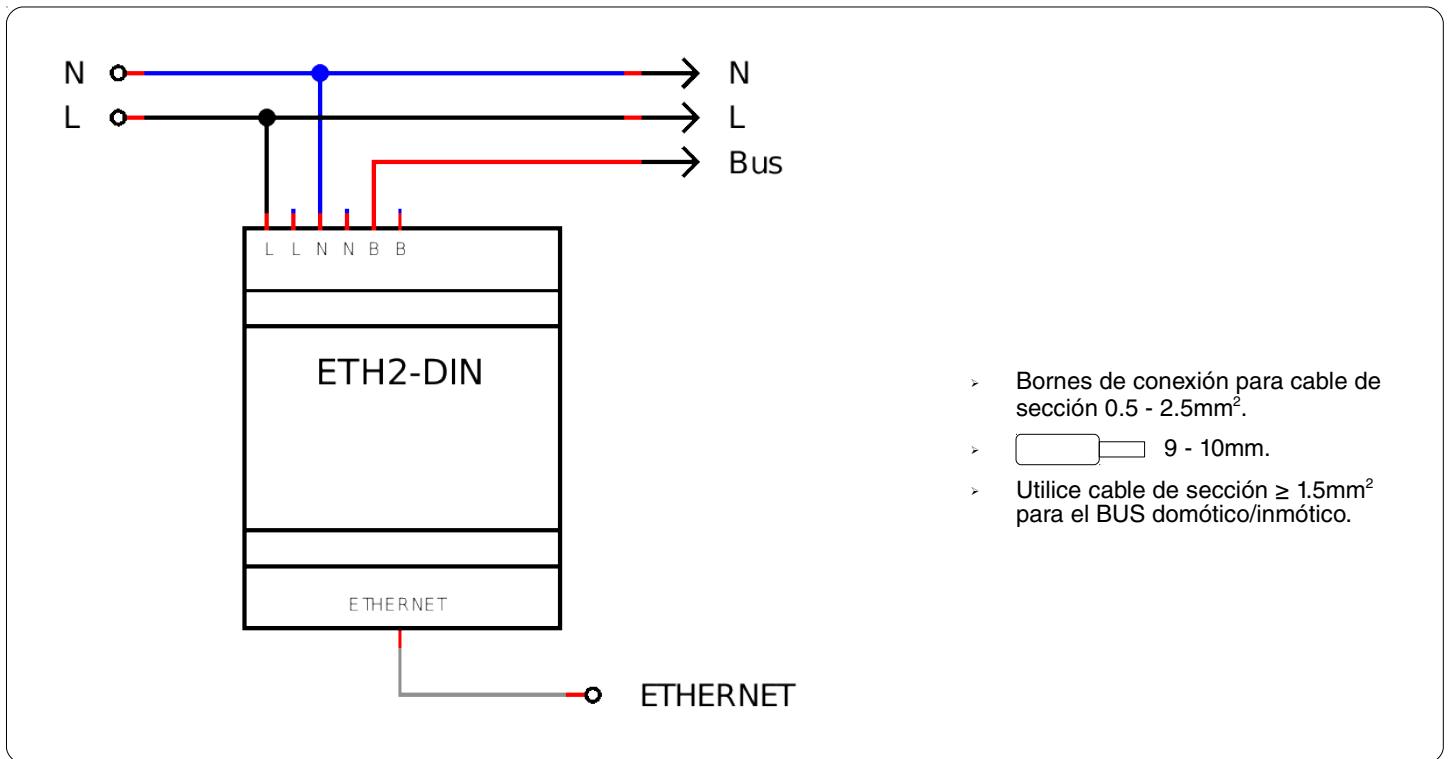 N N
L L
Bus
L L N N B B
ETH2-DIN
ETHERNET
ETHERNET
➢ Bornes de conexión para cable de
sección 0.5 - 2.5mm².
➢ 9 - 10mm.
➢ Utilice cable de sección ≥ 1.5mm²
para el BUS domótico/inmótico.